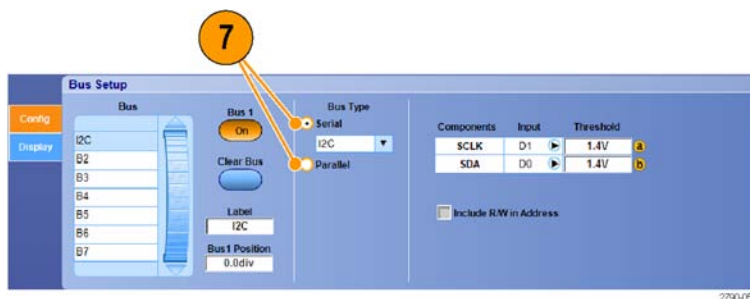 7
Bus Setup
Config
Display
Bus
I2C
B2
B3
B4
B5
B6
B7
Bus 1
On
Clear Bus
Label
I2C
Bus1 Position
0.0div
Bus Type
Serial
I2C
Parallel
Components Input Threshold
SCLK D1 1.4V a
SDA D0 1.4V b
Include R/W in Address